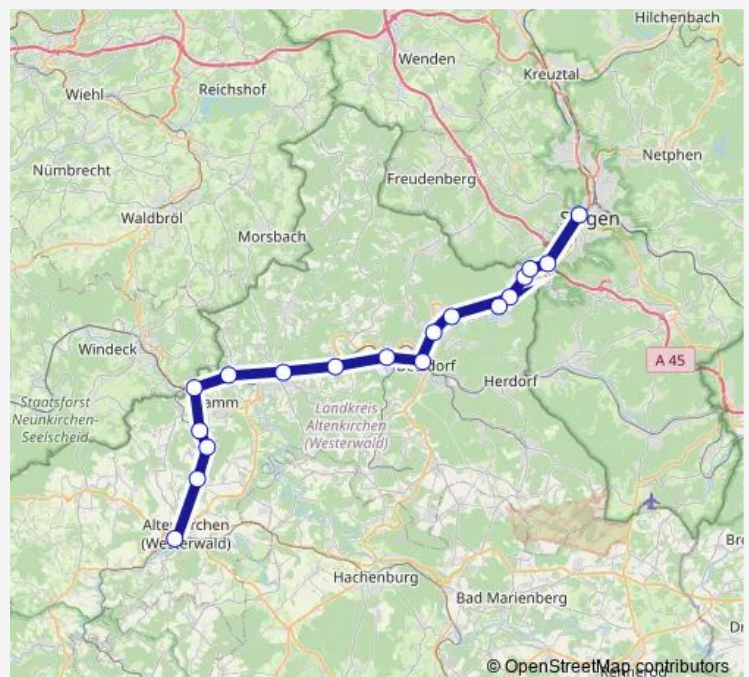 Hilchenbach
Wenden
Kreuztal
Reichshof
Wiehl
Netphen
Nümbrecht
Freudenberg
Waldbröl
Morsbach
Windeck
A 45
Herdorf
Staatsforst
Neunkirchen-
Seelscheid
Landkreis
Altenkirchen
(Westerwald)
(Westerwald)
Hachenburg
Bad Marienberg
© OpenStreetMap contributors